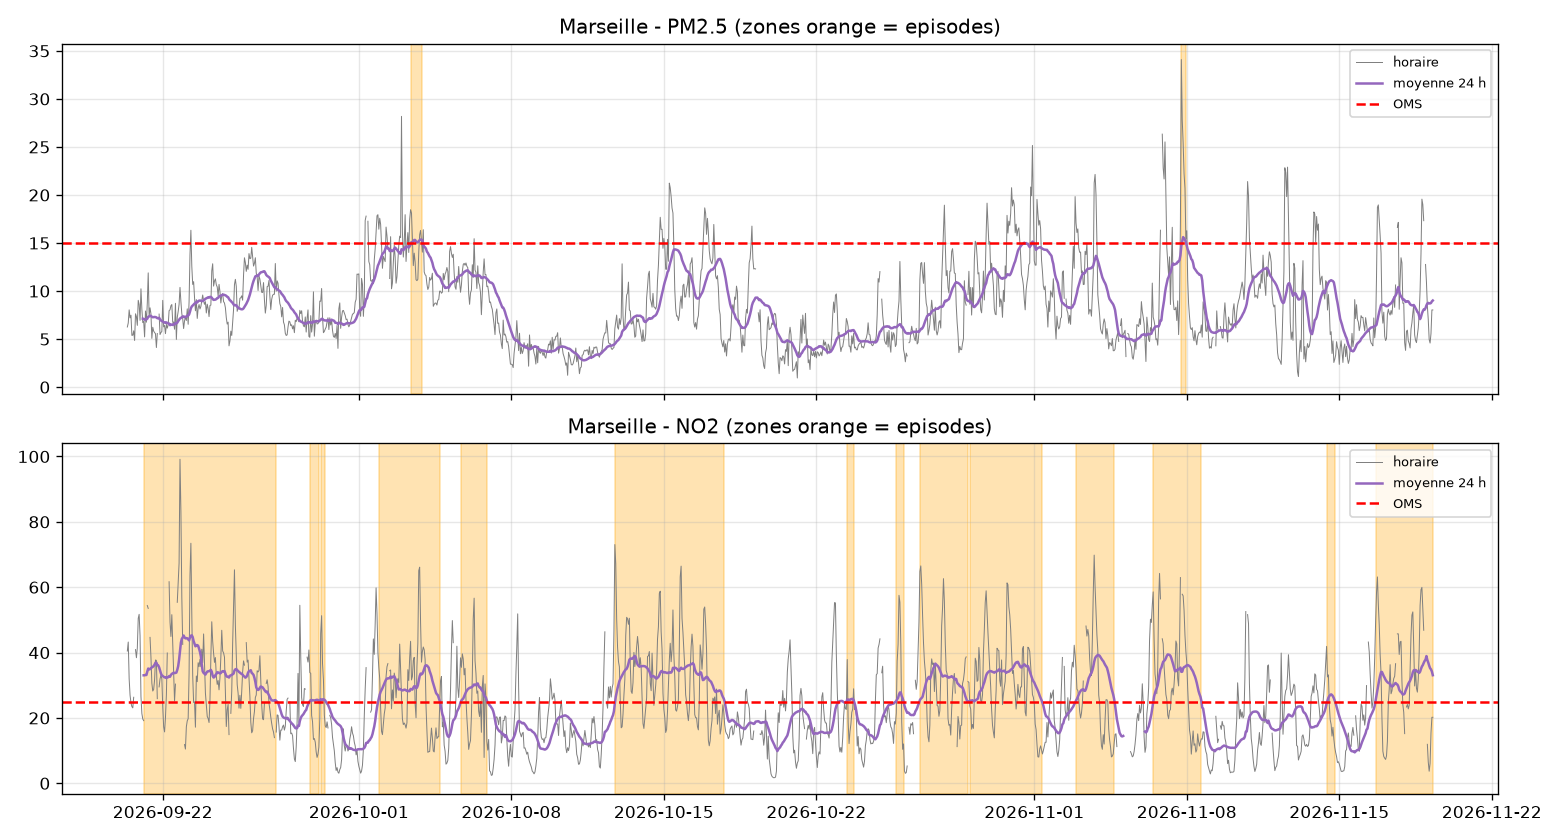 Marseille - PM2.5 (zones orange = episodes)
35
30
25
20
15
10
5
0
horaire
moyenne 24 h
OMS
Marseille - NO2 (zones orange = episodes)
100
80
60
40
20
0
horaire
moyenne 24 h
OMS
2026-09-22 2026-10-01 2026-10-08 2026-10-15 2026-10-22 2026-11-01 2026-11-08 2026-11-15 2026-11-22